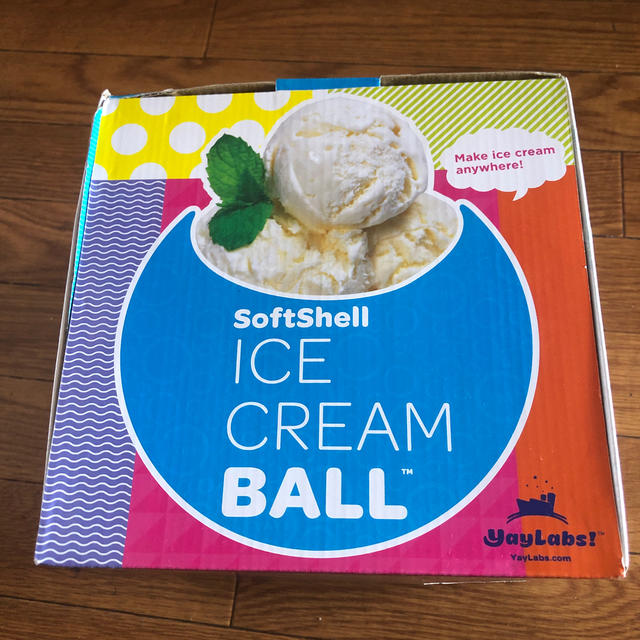 Make ice cream
anywhere!
SoftShell
ICE
CREAM
BALL™
YayLabs!™
YayLabs.com